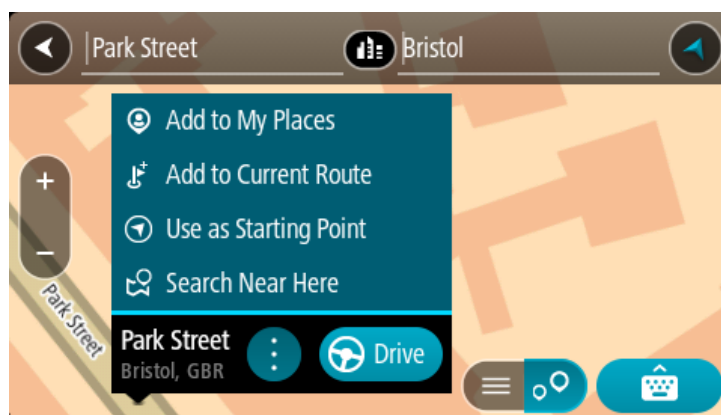 Park Street
Bristol
Add to My Places
Add to Current Route
Use as Starting Point
Search Near Here
Park Street
Park Street
Bristol, GBR
Drive